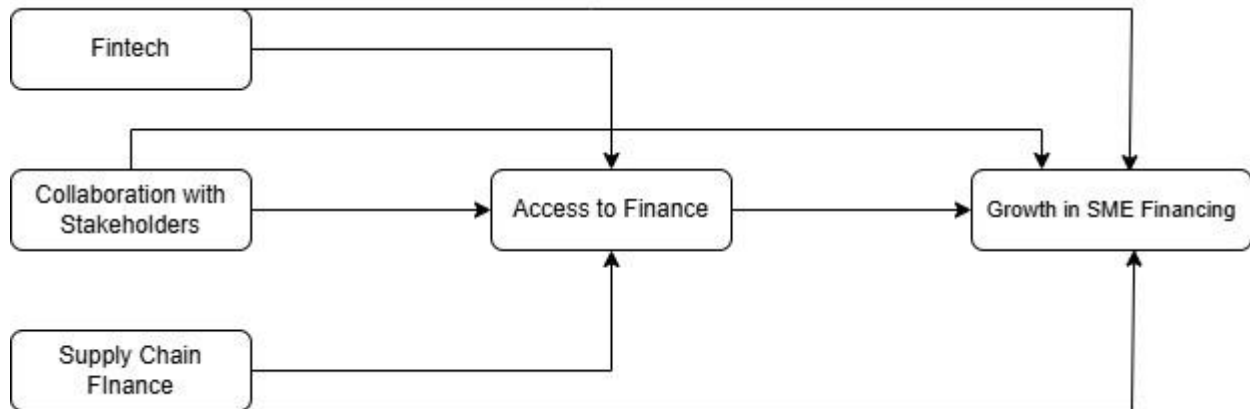 Fintech
Collaboration with
Stakeholders
Access to Finance
Growth in SME Financing
Supply Chain
FInance